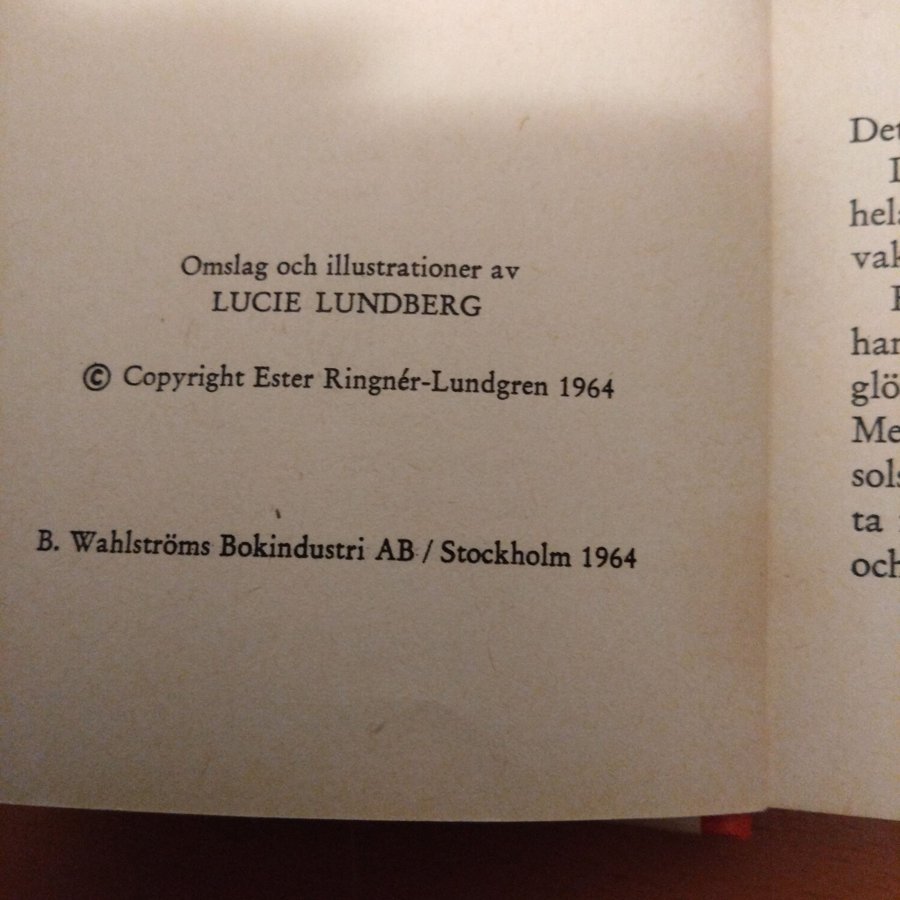 Omslag och illustrationer av
LUCIE LUNDBERG
© Copyright Ester Ringnér-Lundgren 1964
B. Wahlströms Bokindustri AB / Stockholm 1964
Det
hela
ta
och